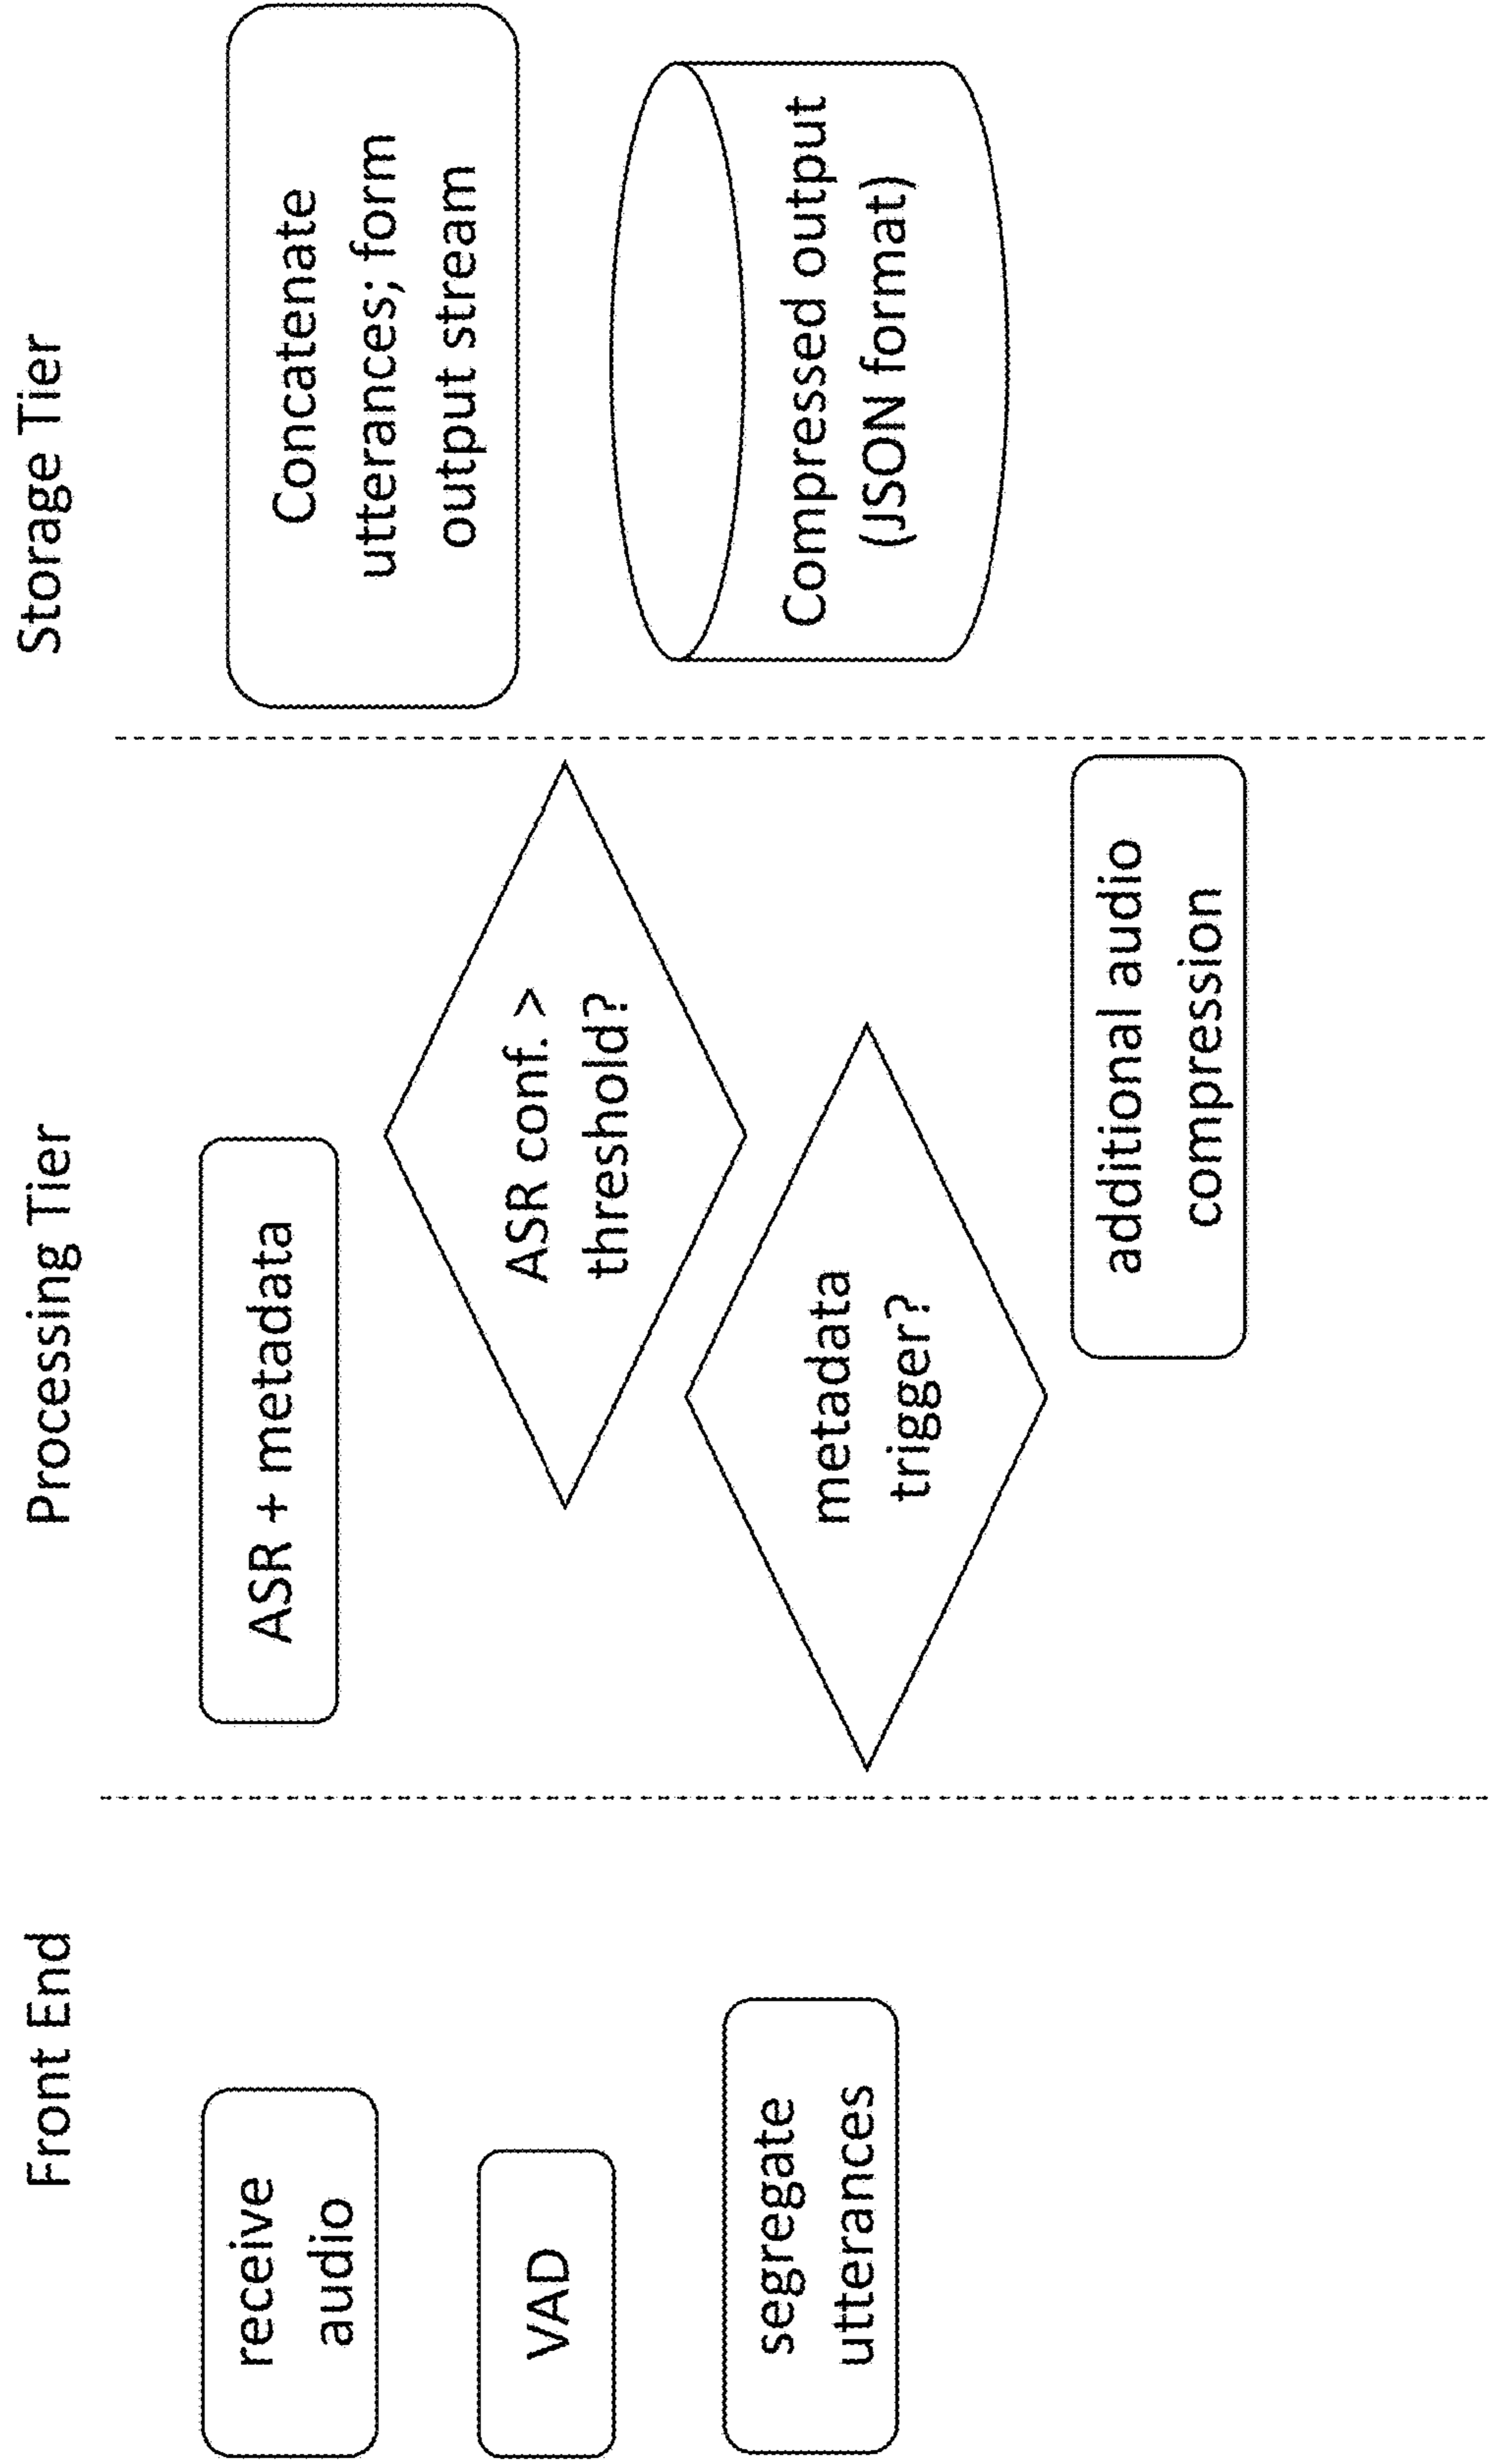 Front End
receive
audio
VAD
segregate
utterances
Processing Tier
ASR + metadata
ASR conf. >
threshold?
metadata
trigger?
additional audio
compression
Storage Tier
Concatenate
utterances; form
output stream
Compressed output
(JSON format)